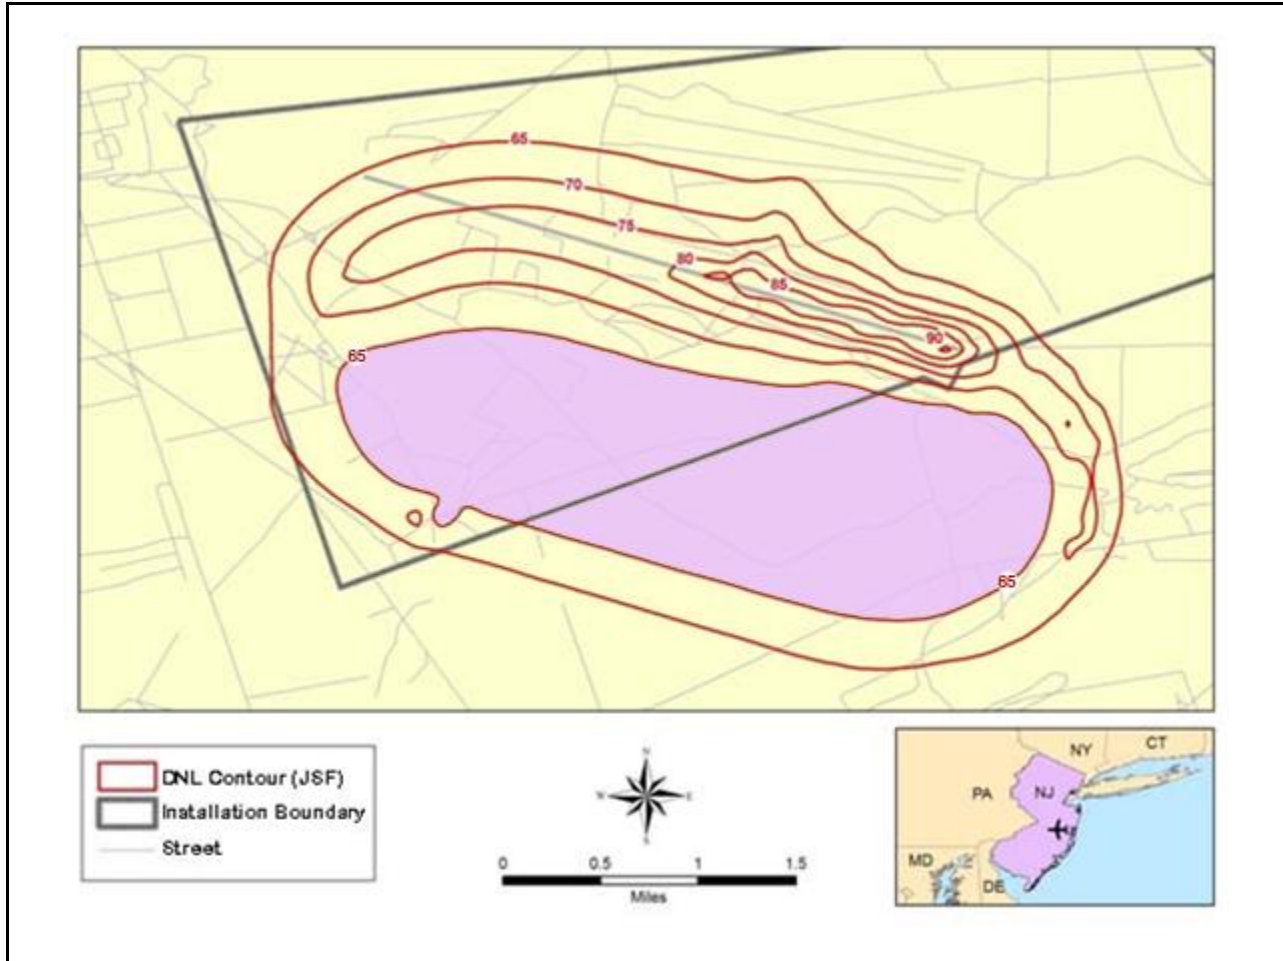 65
70
75
80
85
90
65
65
DNL Contour (JSF)
Installation Boundary
Street
N
W
E
S
0 0.5 1 1.5
Miles
NY
CT
PA
NJ
MD
DE